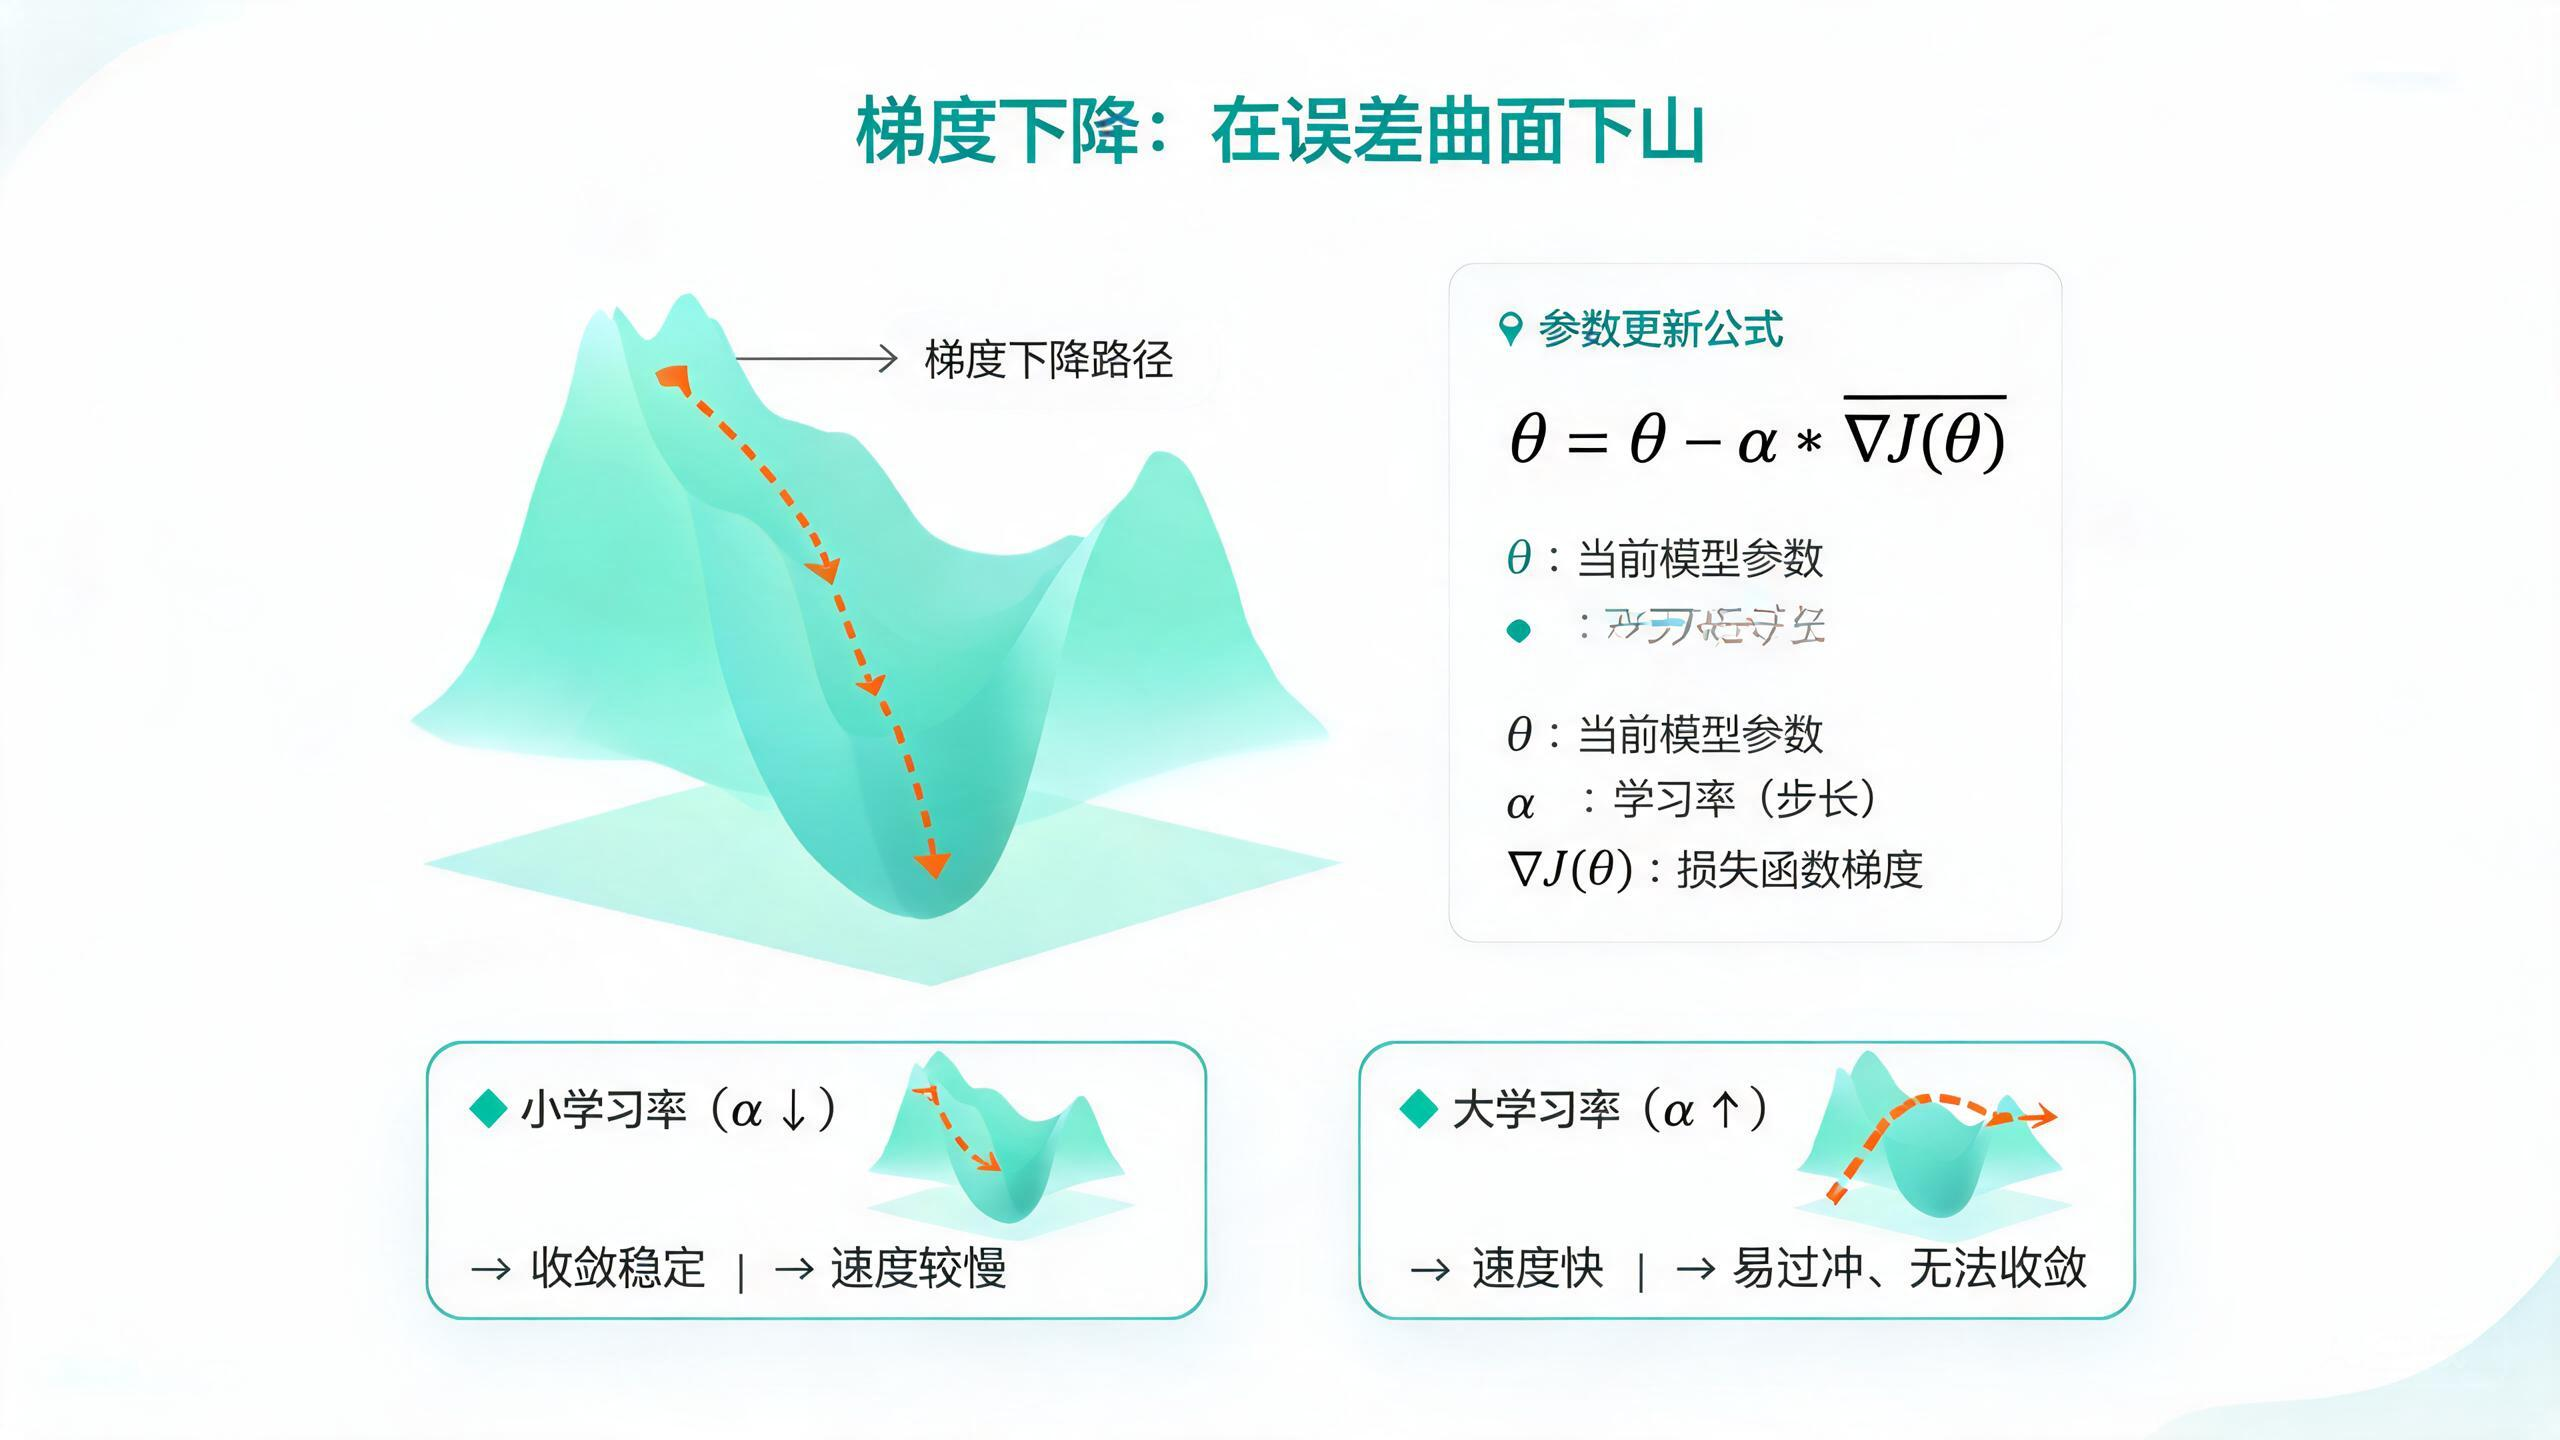 梯度下降：在误差曲面下山
梯度下降路径
参数更新公式
θ = θ − α * ∇J(θ)
θ：当前模型参数
：
θ：当前模型参数
α ：学习率（步长）
∇J(θ)：损失函数梯度
小学习率（α ↓）
→ 收敛稳定 | → 速度较慢
大学习率（α ↑）
→ 速度快 | → 易过冲、无法收敛